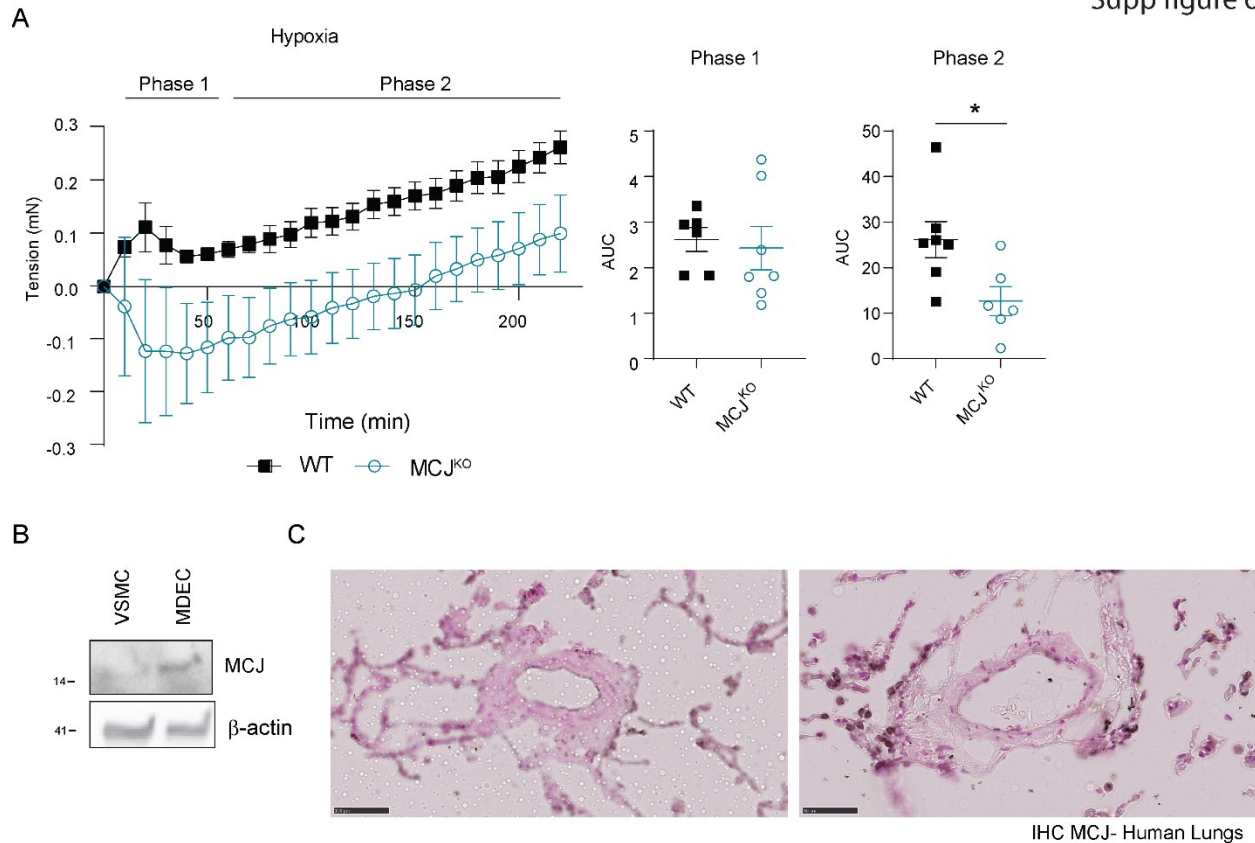 Supp figure
A
Hypoxia
Phase 1
Phase 2
Tension (mN)
0.3
0.2
0.1
0.0
-0.1
-0.2
-0.3
50
100
150
200
Time (min)
WT
MCJᴷᴼ
Phase 1
AUC
5
4
3
2
1
0
WT
MCJᴷᴼ
Phase 2
*
AUC
50
40
30
20
10
0
WT
MCJᴷᴼ
B
VSMC
MDEC
14–
MCJ
41–
β-actin
C
IHC MCJ- Human Lungs